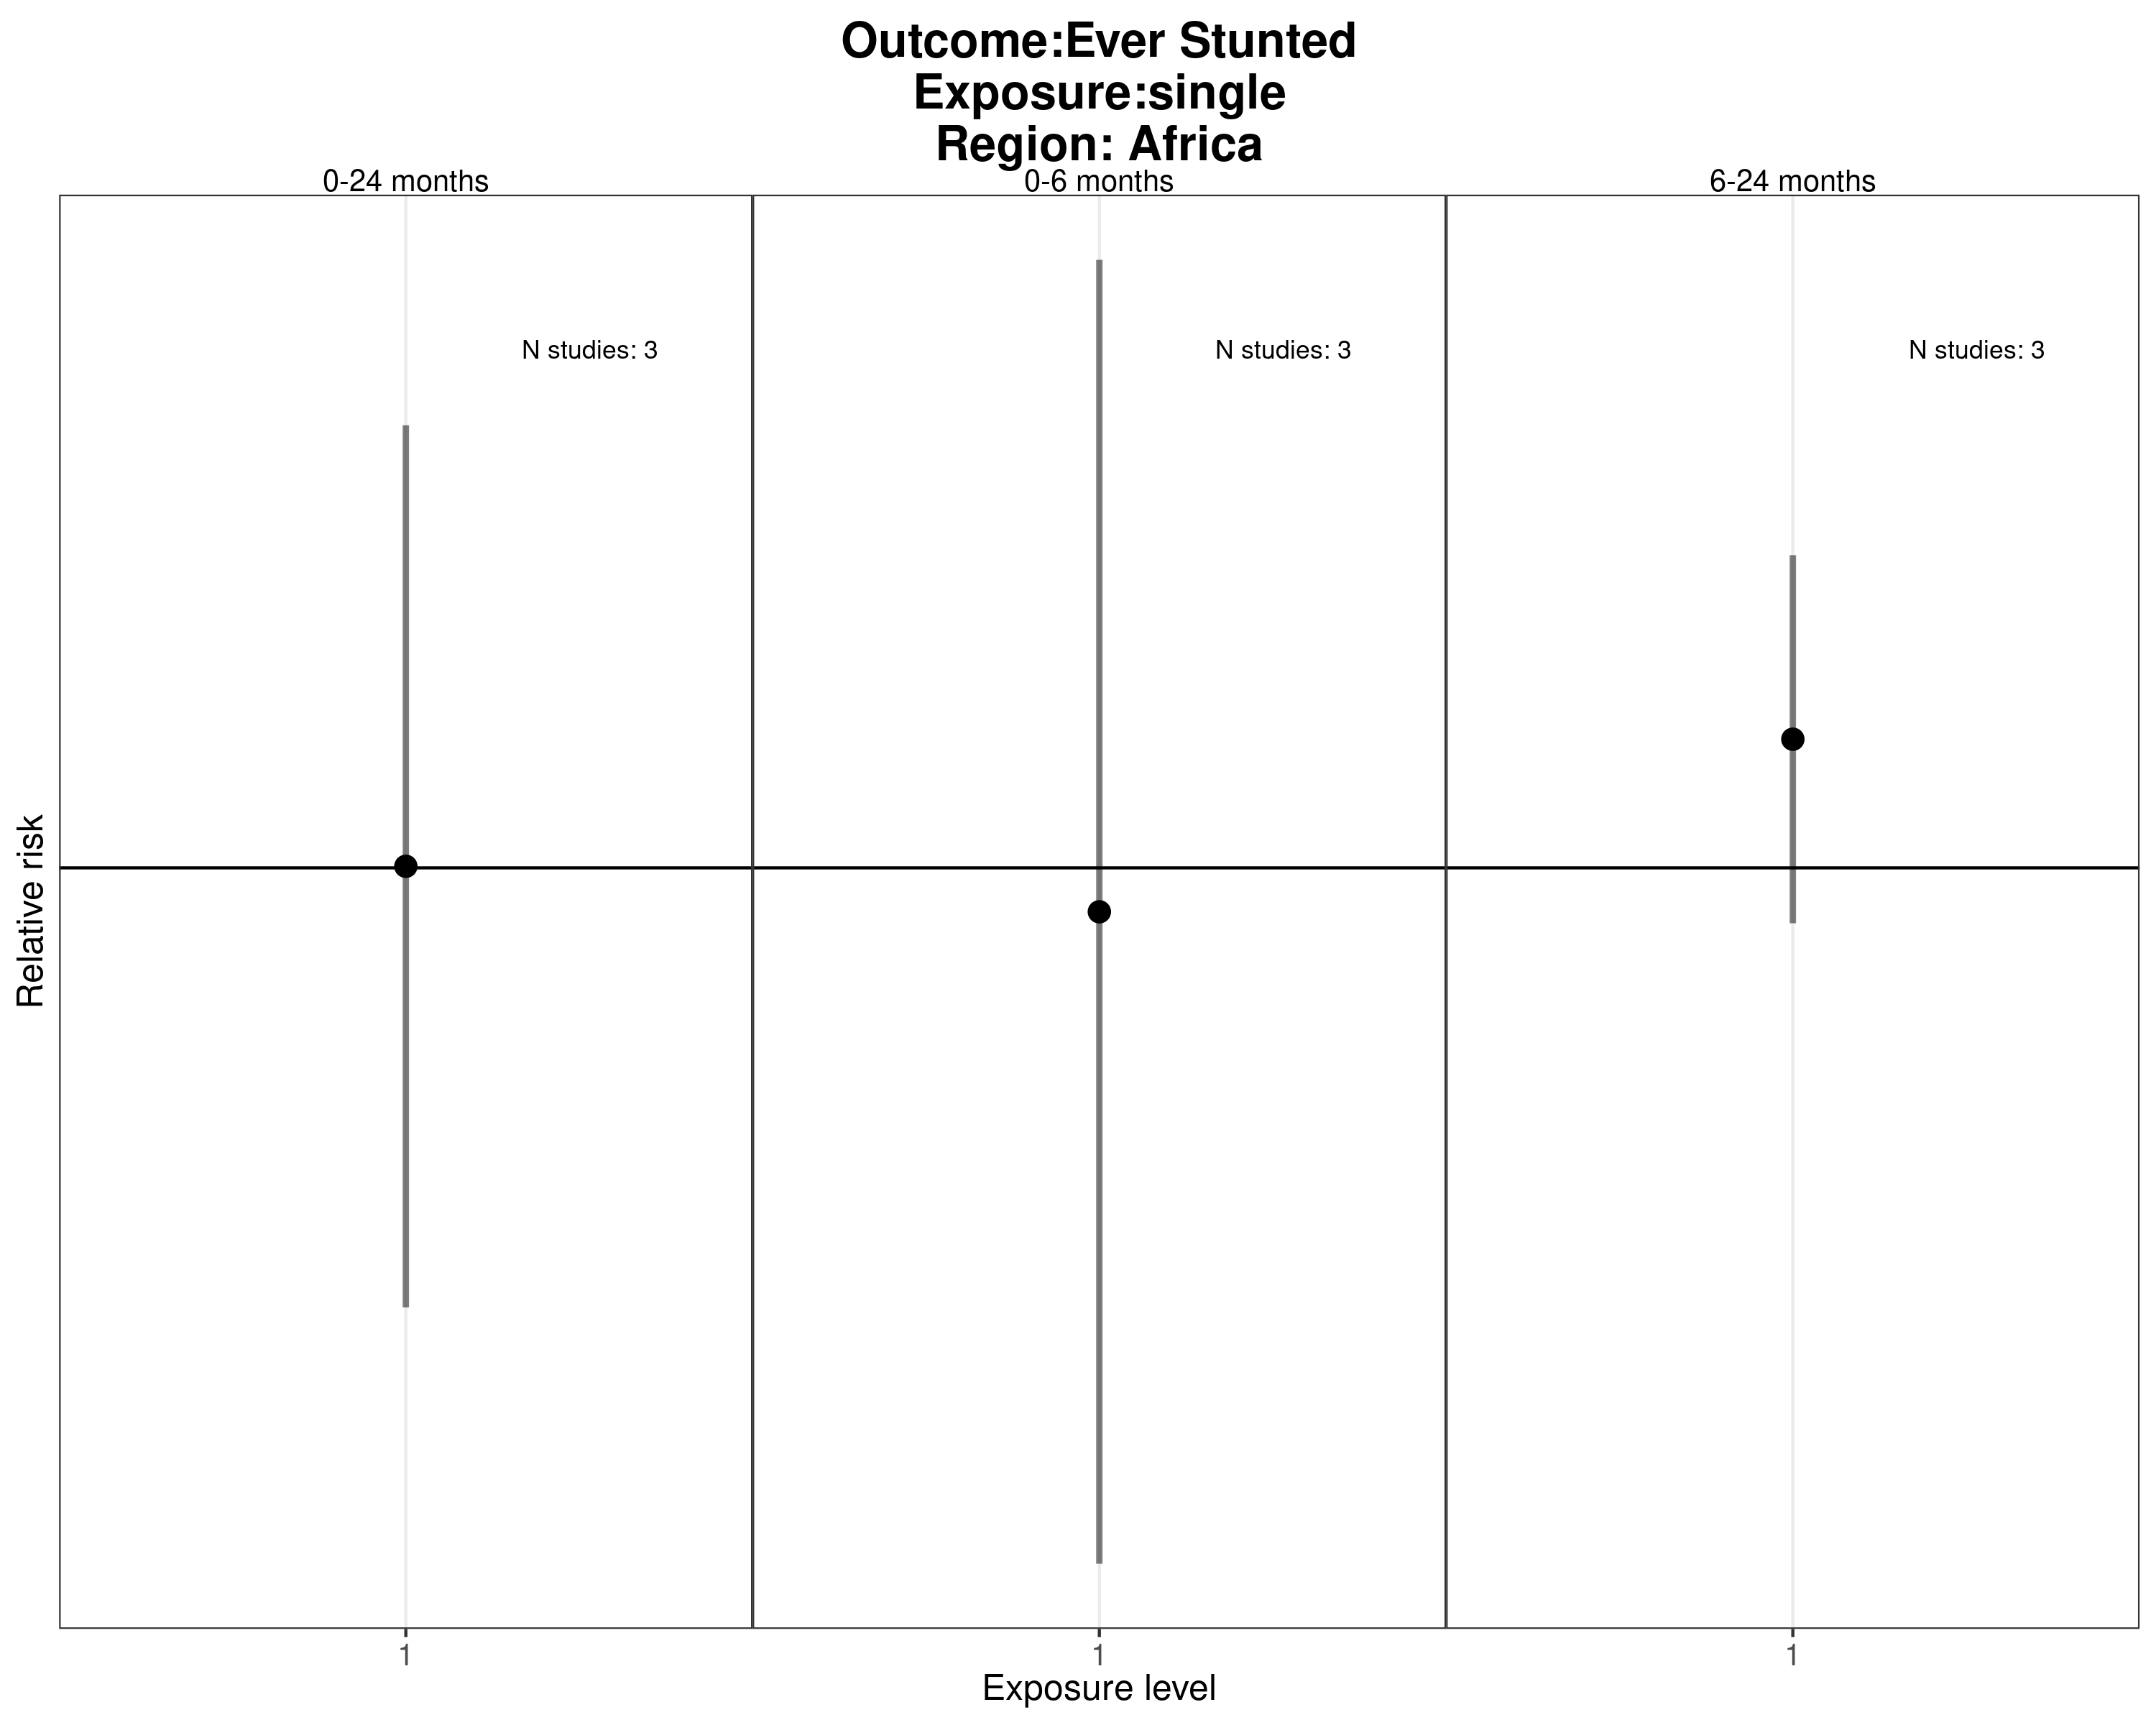 Outcome:Ever Stunted
Exposure:single
Region: Africa
0-24 months
0-6 months
6-24 months
N studies: 3
N studies: 3
N studies: 3
Relative risk
1
1
1
Exposure level